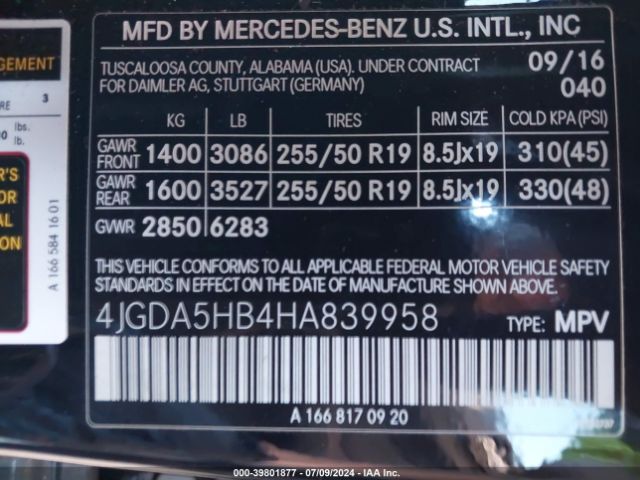 MFD BY MERCEDES-BENZ U.S. INTL., INC
TUSCALOOSA COUNTY, ALABAMA (USA). UNDER CONTRACT 09/16
FOR DAIMLER AG, STUTTGART (GERMANY) 040
KG LB TIRES RIM SIZE COLD KPA (PSI)
GAWR FRONT 1400 3086 255/50 R19 8.5Jx19 310(45)
GAWR REAR 1600 3527 255/50 R19 8.5Jx19 330(48)
GVWR 2850 6283
THIS VEHICLE CONFORMS TO ALL APPLICABLE FEDERAL MOTOR VEHICLE SAFETY
STANDARDS IN EFFECT ON THE DATE OF MANUFACTURE SHOWN ABOVE.
4JGDA5HB4HA839958 TYPE: MPV
A 166 817 09 20
GEMENT
3
lbs.
lb.
A 166 584 16 01
000-39801877 - 07/09/2024 - IAA Inc.